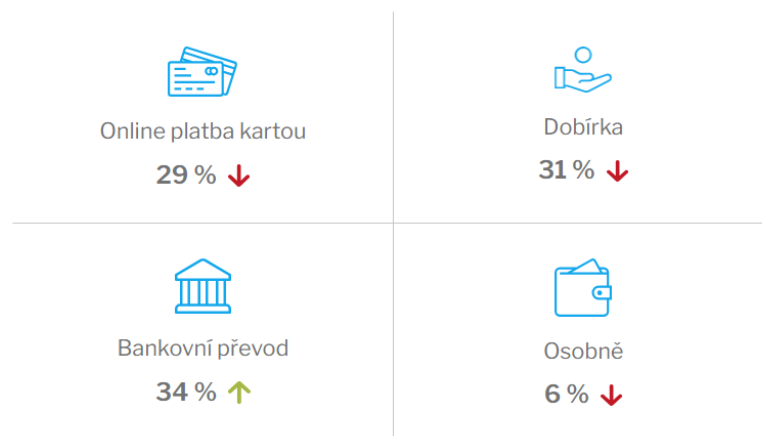 Online platba kartou
29 %
Dobírka
31 %
Bankovní převod
34 %
Osobně
6 %